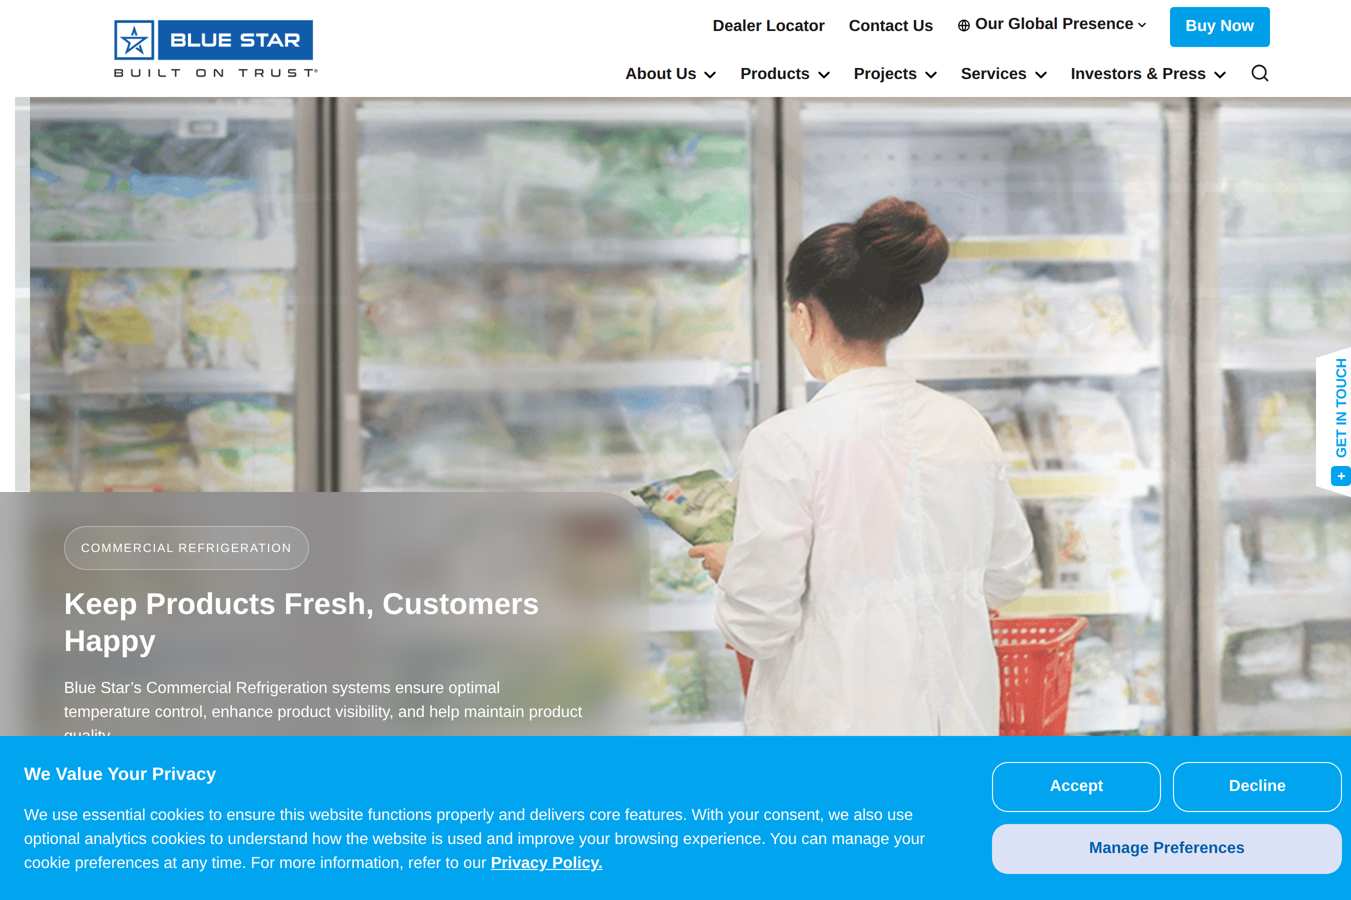 BLUE STAR
BUILT ON TRUST
Dealer Locator
Contact Us
Our Global Presence
Buy Now
About Us
Products
Projects
Services
Investors & Press
GET IN TOUCH
+
COMMERCIAL REFRIGERATION
Keep Products Fresh, Customers
Happy
Blue Star’s Commercial Refrigeration systems ensure optimal
temperature control, enhance product visibility, and help maintain product
quality.
We Value Your Privacy
We use essential cookies to ensure this website functions properly and delivers core features. With your consent, we also use
optional analytics cookies to understand how the website is used and improve your browsing experience. You can manage your
cookie preferences at any time. For more information, refer to our Privacy Policy.
Accept
Decline
Manage Preferences